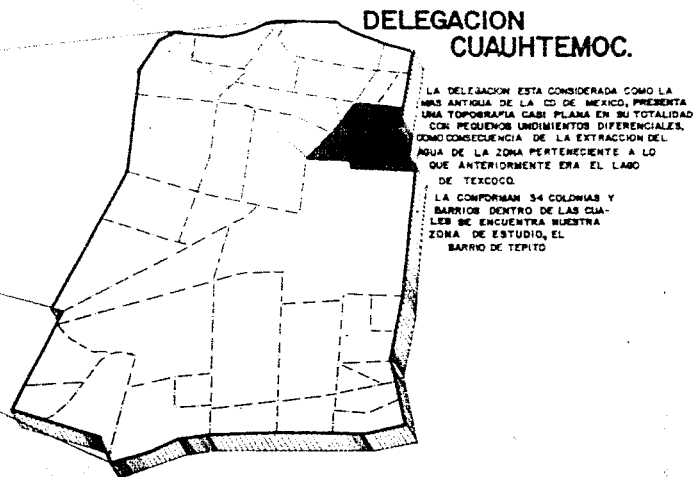 DELEGACION
CUAUHTEMOC.
LA DELEGACION ESTA CONSIDERADA COMO LA
MAS ANTIGUA DE LA CD DE MEXICO, PRESENTA
UNA TOPOGRAFIA CASI PLANA EN SU TOTALIDAD
CON PEQUENOS UNDIMIENTOS DIFERENCIALES,
COMO CONSECUENCIA DE LA EXTRACCION DEL
AGUA DE LA ZONA PERTENECIENTE A LO
QUE ANTERIORMENTE ERA EL LAGO
DE TEXCOCO.
LA CONFORMAN 34 COLONIAS Y
BARRIOS DENTRO DE LAS CUA-
LES SE ENCUENTRA NUESTRA
ZONA DE ESTUDIO, EL
BARRIO DE TEPITO